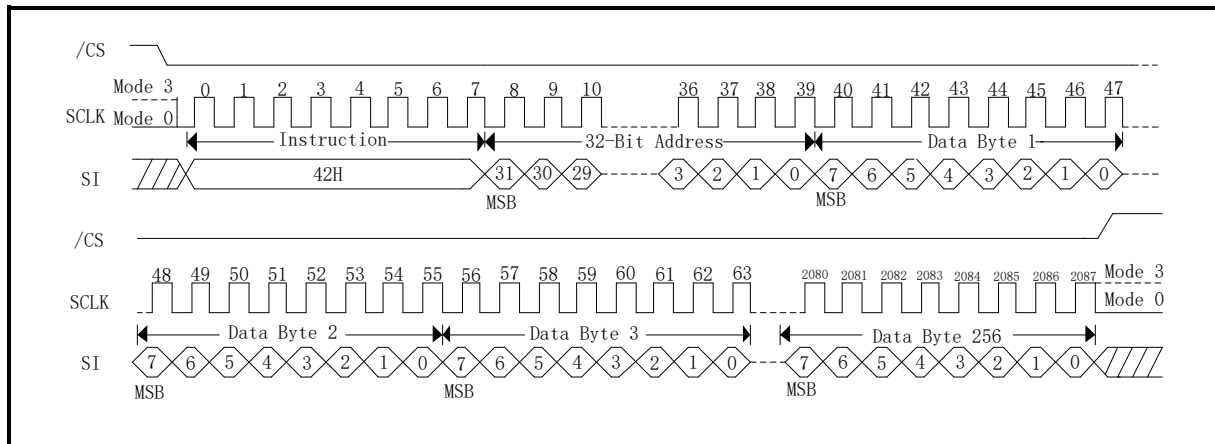 /CS
Mode 3 0 1 2 3 4 5 6 7 8 9 10 36 37 38 39 40 41 42 43 44 45 46 47
SCLK Mode 0
Instruction 32-Bit Address Data Byte 1
SI 42H 31 30 29 3 2 1 0 7 6 5 4 3 2 1 0
MSB MSB
/CS
48 49 50 51 52 53 54 55 56 57 58 59 60 61 62 63 2080 2081 2082 2083 2084 2085 2086 2087 Mode 3
SCLK Mode 0
Data Byte 2 Data Byte 3 Data Byte 256
SI 7 6 5 4 3 2 1 0 7 6 5 4 3 2 1 0 7 6 5 4 3 2 1 0
MSB MSB MSB